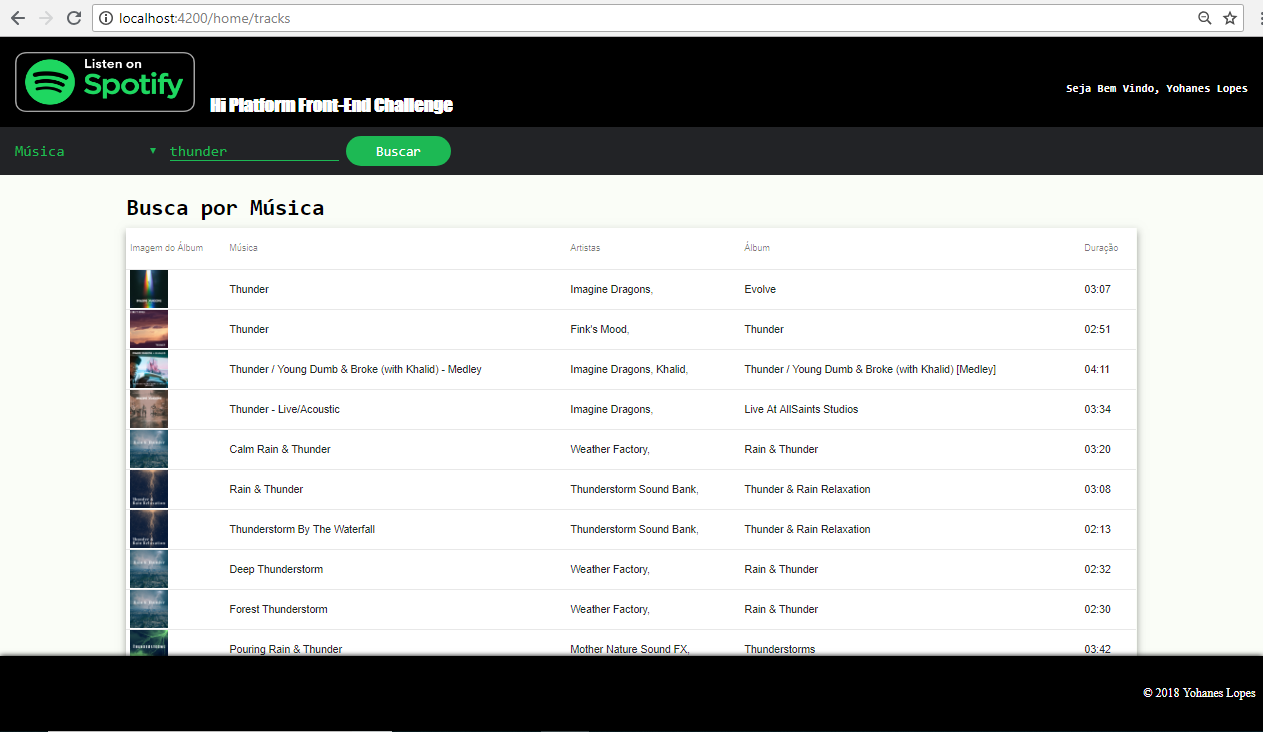 localhost:4200/home/tracks
Listen on
Spotify
Hi Platform Front-End Challenge
Seja Bem Vindo, Yohanes Lopes
Música ▼ thunder Buscar
Busca por Música
Imagem do Álbum Música Artistas Álbum Duração
Thunder Imagine Dragons, Evolve 03:07
Thunder Fink's Mood, Thunder 02:51
Thunder / Young Dumb & Broke (with Khalid) - Medley Imagine Dragons, Khalid, Thunder / Young Dumb & Broke (with Khalid) [Medley] 04:11
Thunder - Live/Acoustic Imagine Dragons, Live At AllSaints Studios 03:34
Calm Rain & Thunder Weather Factory, Rain & Thunder 03:20
Rain & Thunder Thunderstorm Sound Bank, Thunder & Rain Relaxation 03:08
Thunderstorm By The Waterfall Thunderstorm Sound Bank, Thunder & Rain Relaxation 02:13
Deep Thunderstorm Weather Factory, Rain & Thunder 02:32
Forest Thunderstorm Weather Factory, Rain & Thunder 02:30
Pouring Rain & Thunder Mother Nature Sound FX, Thunderstorms 03:42
© 2018 Yohanes Lopes